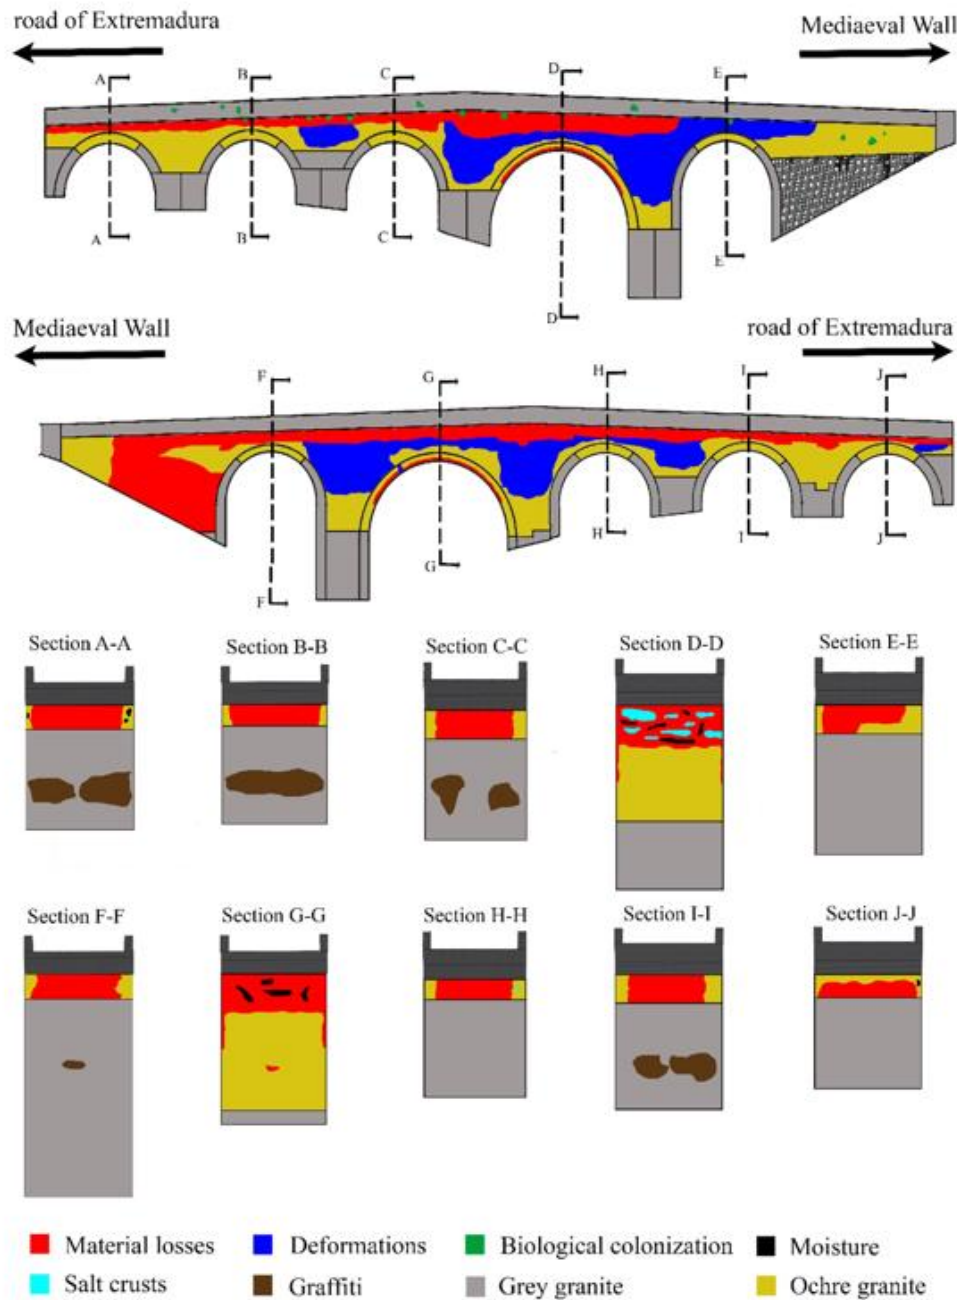 road of Extremadura
Mediaeval Wall
A B C D E
A B C D E
Mediaeval Wall
road of Extremadura
F G H I J
F G H I J
Section A-A Section B-B Section C-C Section D-D Section E-E
Section F-F Section G-G Section H-H Section I-I Section J-J
Material losses Deformations Biological colonization Moisture
Salt crusts Graffiti Grey granite Ochre granite